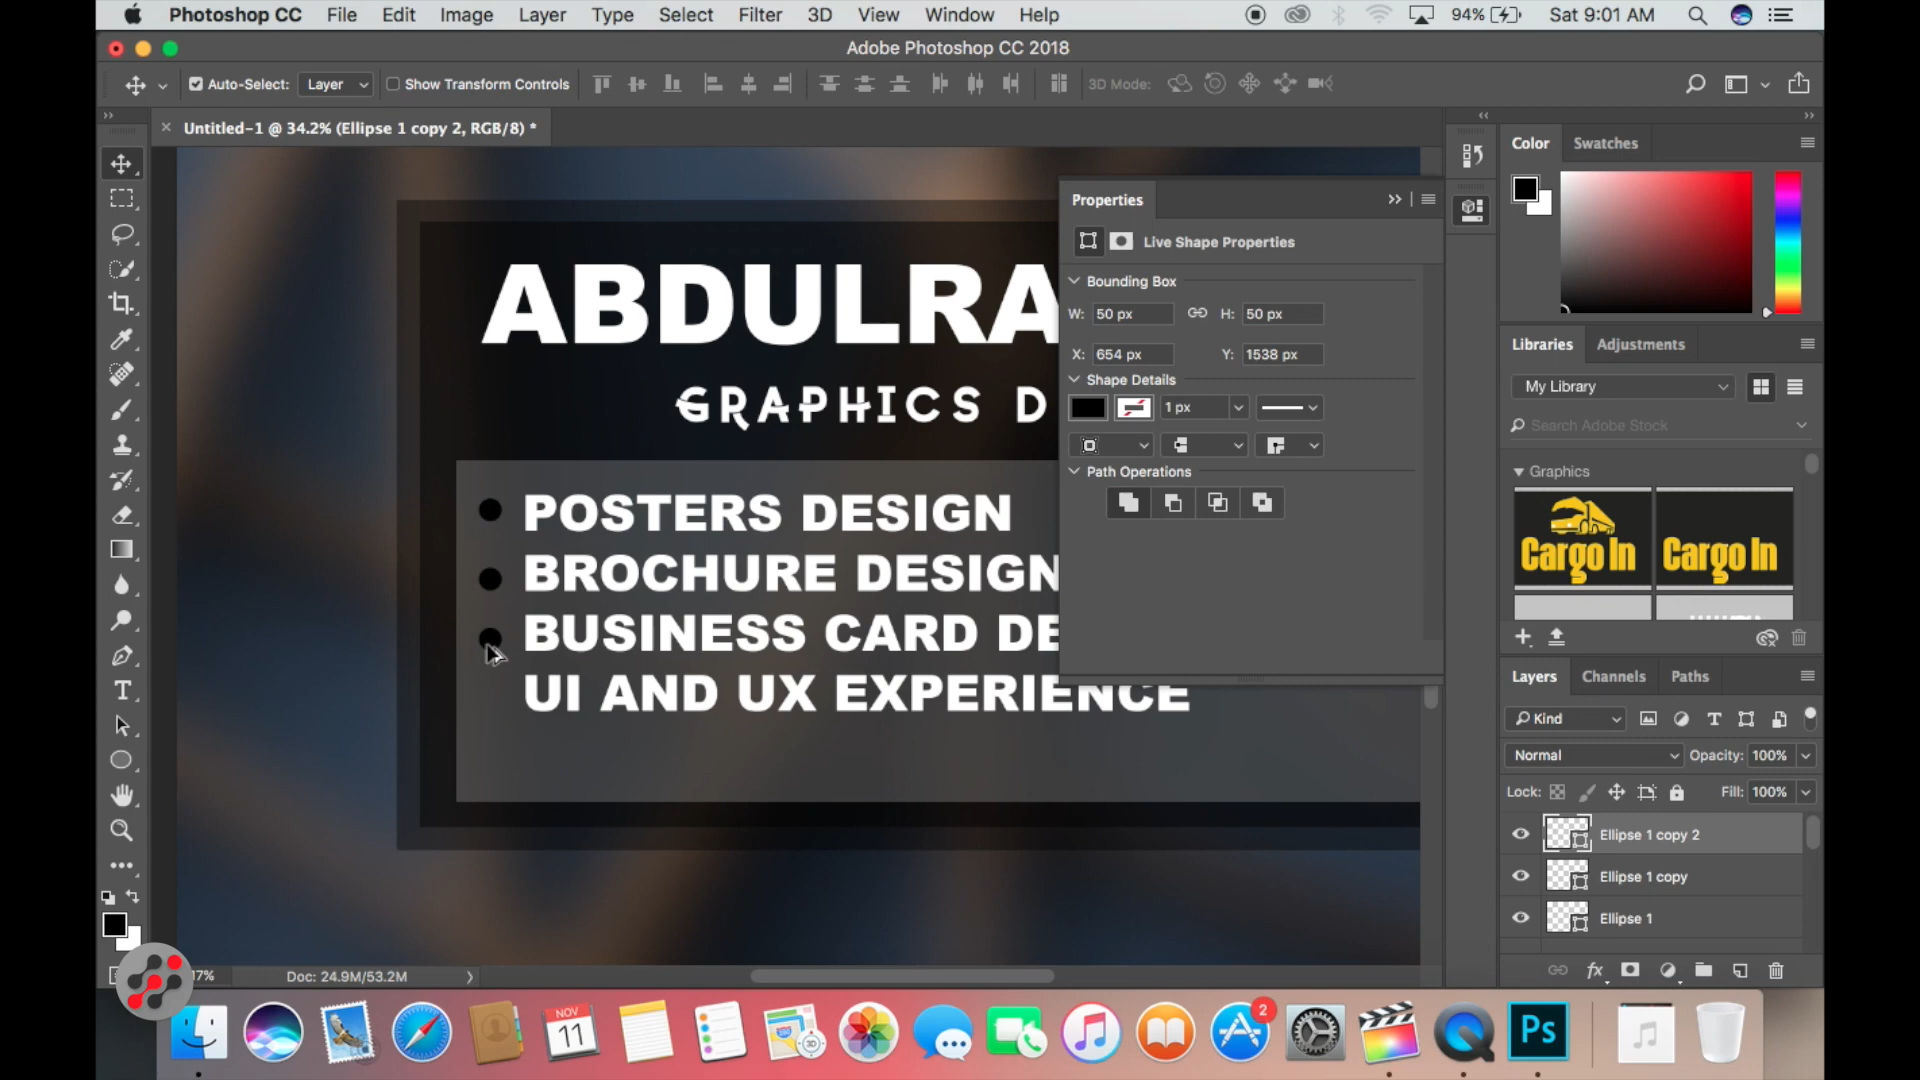 Photoshop CC File Edit Image Layer Type Select Filter 3D View Window Help 94% Sat 9:01 AM
Adobe Photoshop CC 2018
Auto-Select: Layer Show Transform Controls 3D Mode:
Untitled-1 @ 34.2% (Ellipse 1 copy 2, RGB/8) *
Color Swatches
Properties
Live Shape Properties
Bounding Box
W: 50 px H: 50 px
X: 654 px Y: 1538 px
Shape Details
1 px
Path Operations
ABDULRA
GRAPHICS D
POSTERS DESIGN
BROCHURE DESIGN
BUSINESS CARD DE
UI AND UX EXPERIENCE
Libraries Adjustments
My Library
Search Adobe Stock
Graphics
Cargo In Cargo In
Layers Channels Paths
Kind
Normal Opacity: 100%
Lock: Fill: 100%
Ellipse 1 copy 2
Ellipse 1 copy
Ellipse 1
fx
17% Doc: 24.9M/53.2M
NOV
11
3D
2
Ps